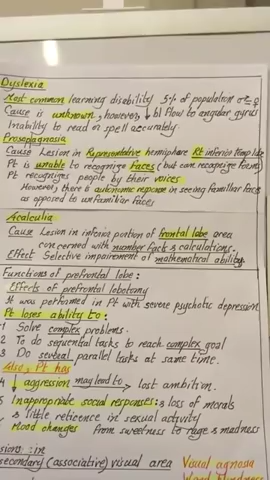 Dyslexia
Most common learning disability 5% of population ♂=♀
Cause is unknown, however, ↓ bl flow to angular gyrus
Inability to read or spell accurately
Prosopagnosia
Cause Lesion in Representative hemisphere Rt inferior temp lobe
Pt is unable to recognize faces (but can recognize forms)
Pt recognizes people by their voices
However, there is autonomic response in seeing familiar faces
as opposed to unfamiliar faces
Acalculia
Cause Lesion in inferior portion of frontal lobe area
concerned with number facts & calculations.
Effect Selective impairment of mathematical ability
Functions of prefrontal lobe:
Effects of prefrontal lobotomy
It was performed in Pt with severe psychotic depression
Pt loses ability to:
1 Solve complex problems.
2 To do sequential tasks to reach complex goal
3 Do several parallel tasks at same time.
Also, Pt has
4 ↓ aggression may lead to > lost ambition.
5 Inappropriate social responses: & loss of morals
& little reticence in sexual activity
Mood changes from sweetness to rage & madness
in
secondary (associative) visual area Visual agnosia